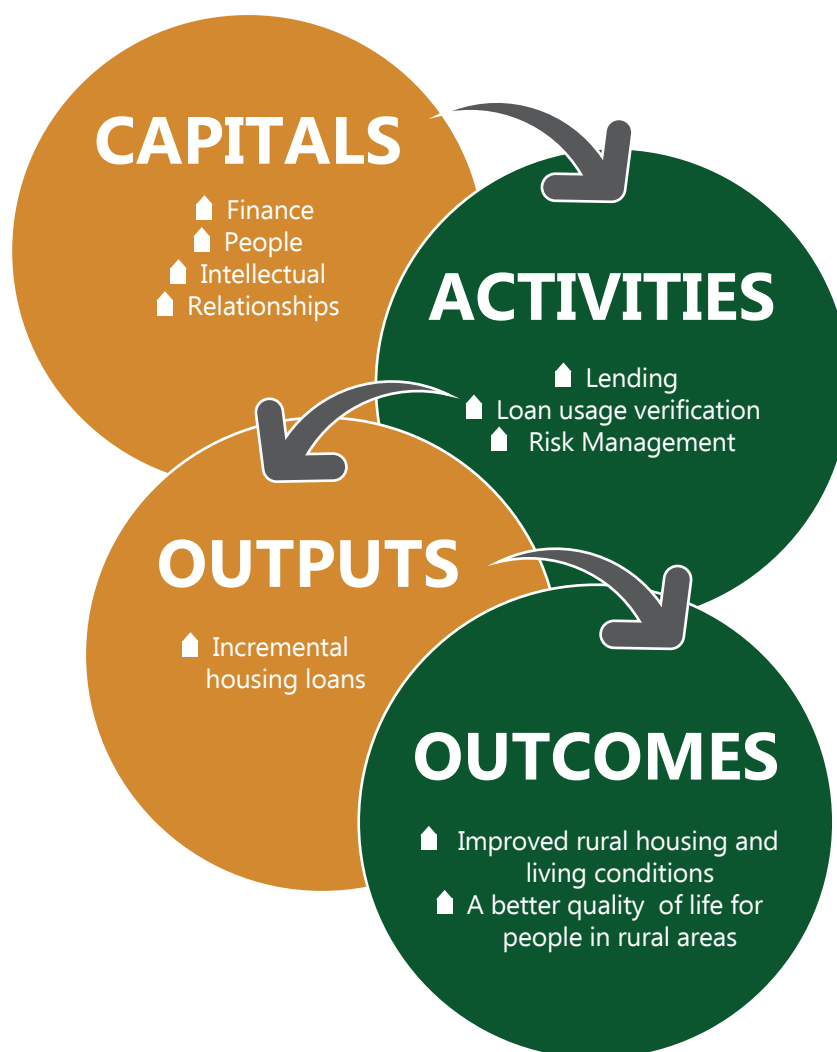 CAPITALS
Finance
People
Intellectual
Relationships
ACTIVITIES
Lending
Loan usage verification
Risk Management
OUTPUTS
Incremental
housing loans
OUTCOMES
Improved rural housing and
living conditions
A better quality of life for
people in rural areas